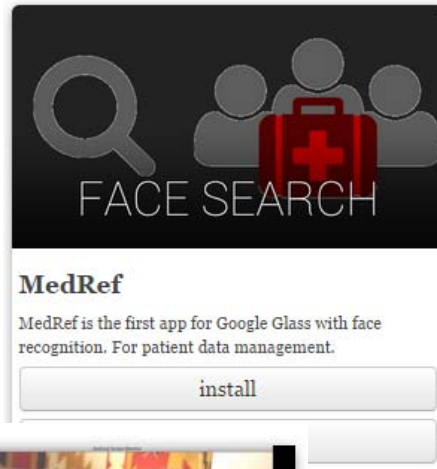 FACE SEARCH
MedRef
MedRef is the first app for Google Glass with face
recognition. For patient data management.
install